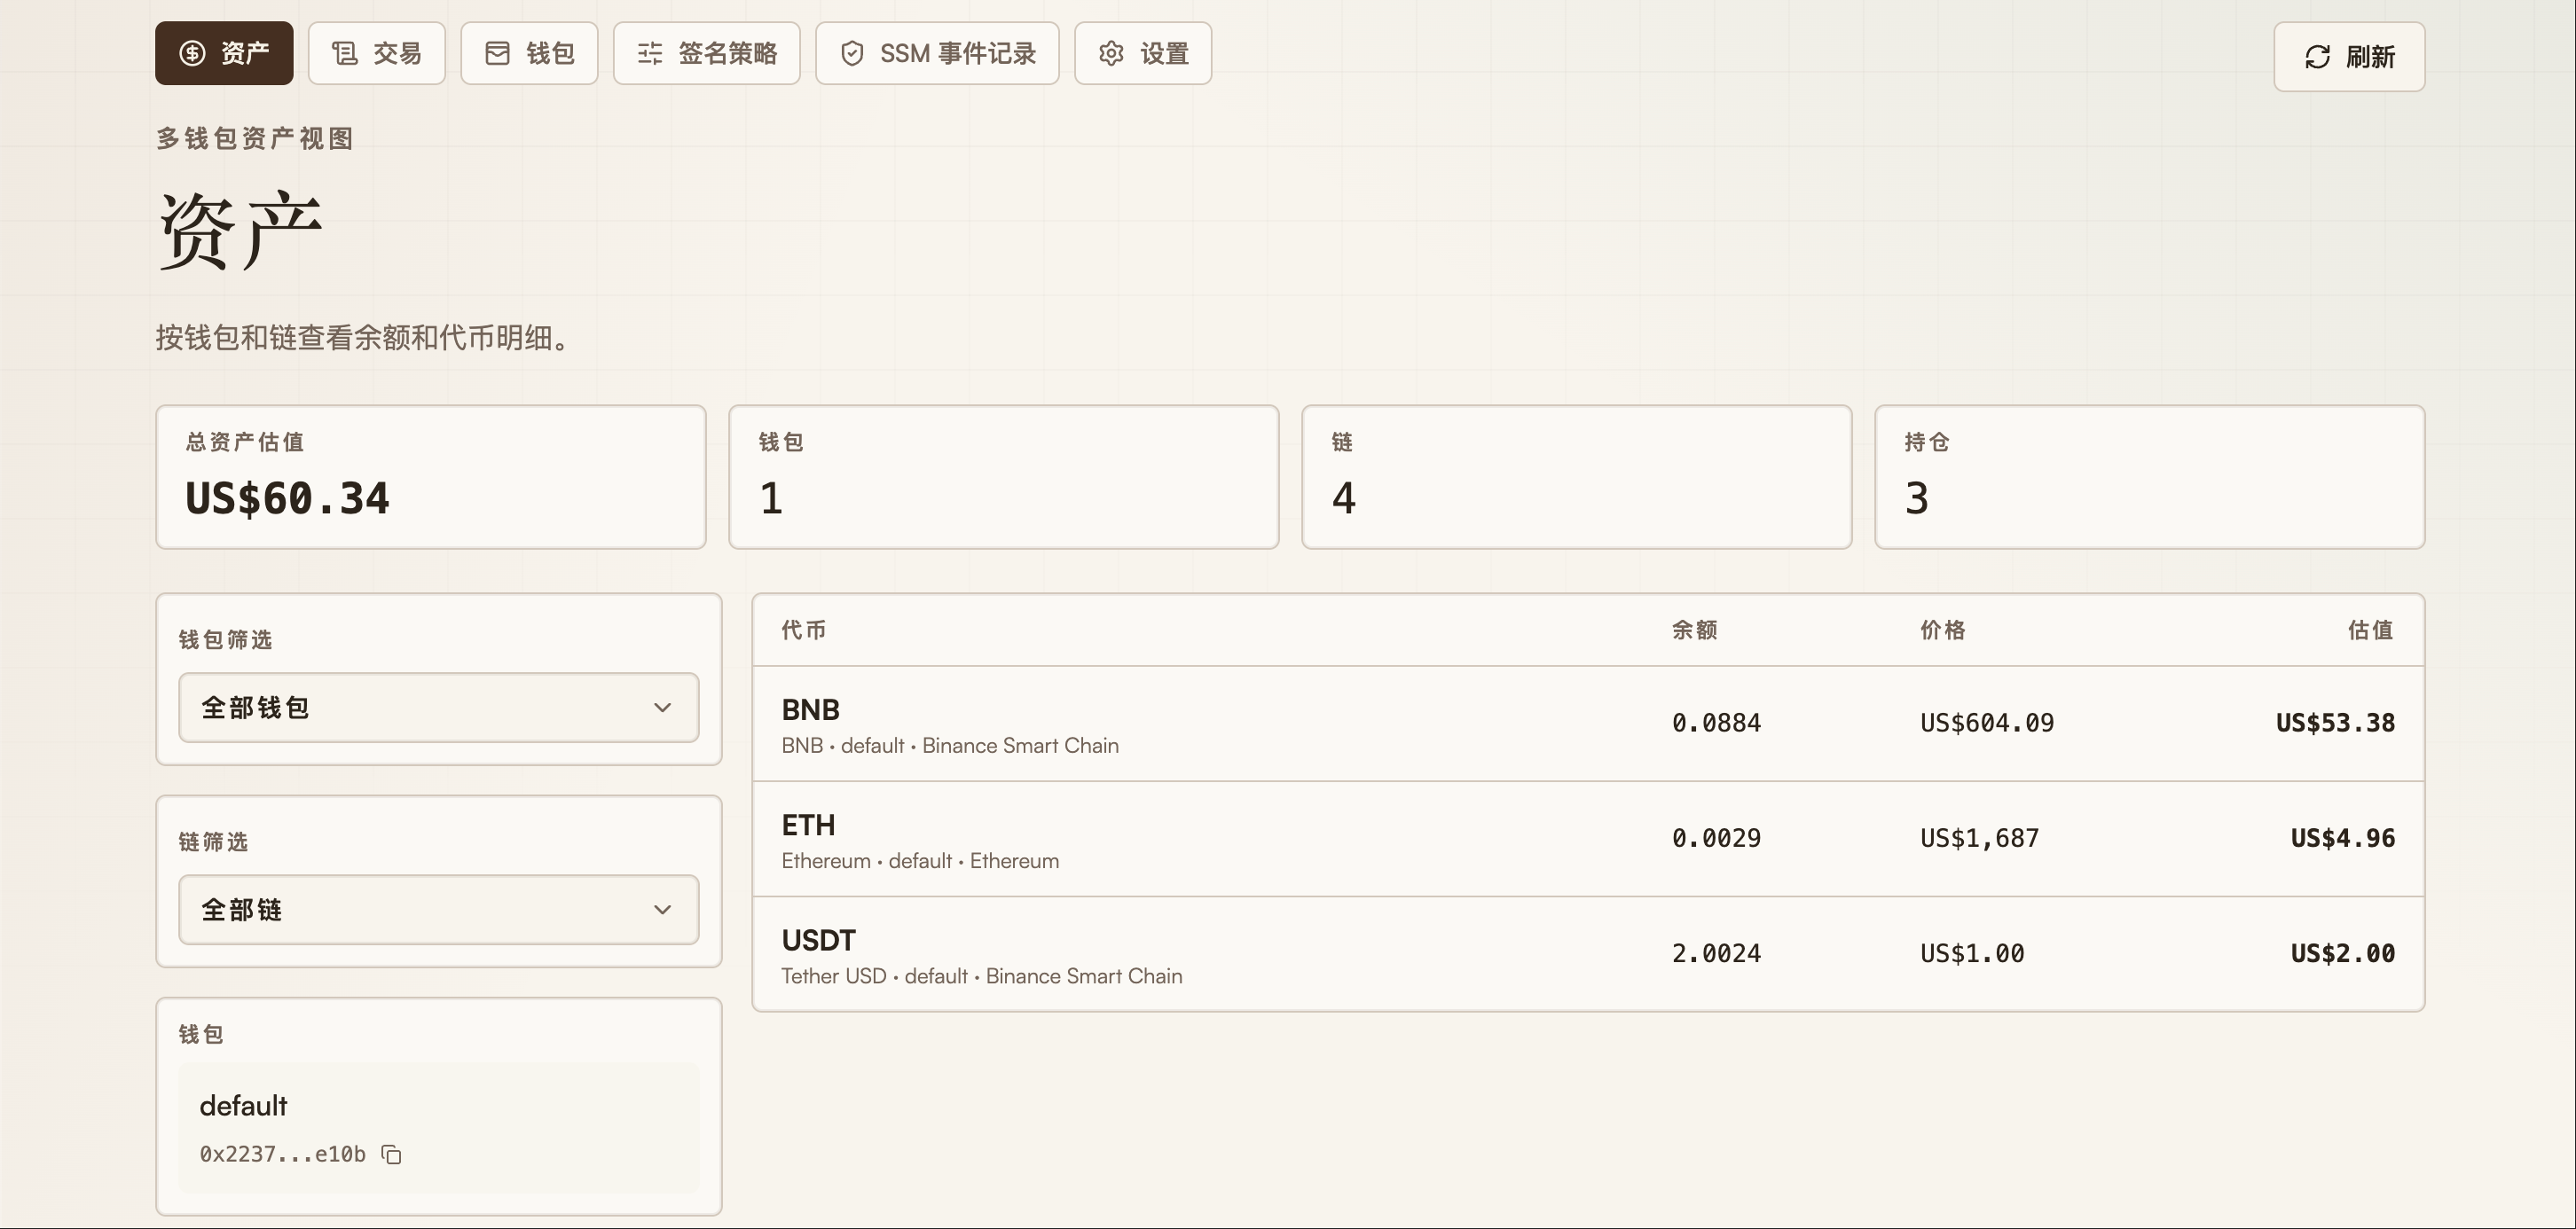 资产 交易 钱包 签名策略 SSM 事件记录 设置 刷新
多钱包资产视图
资产
按钱包和链查看余额和代币明细。
总资产估值 钱包 链 持仓
US$60.34 1 4 3
钱包筛选
全部钱包
链筛选
全部链
钱包
default
0x2237...e10b
代币 余额 价格 估值
BNB 0.0884 US$604.09 US$53.38
BNB • default • Binance Smart Chain
ETH 0.0029 US$1,687 US$4.96
Ethereum • default • Ethereum
USDT 2.0024 US$1.00 US$2.00
Tether USD • default • Binance Smart Chain